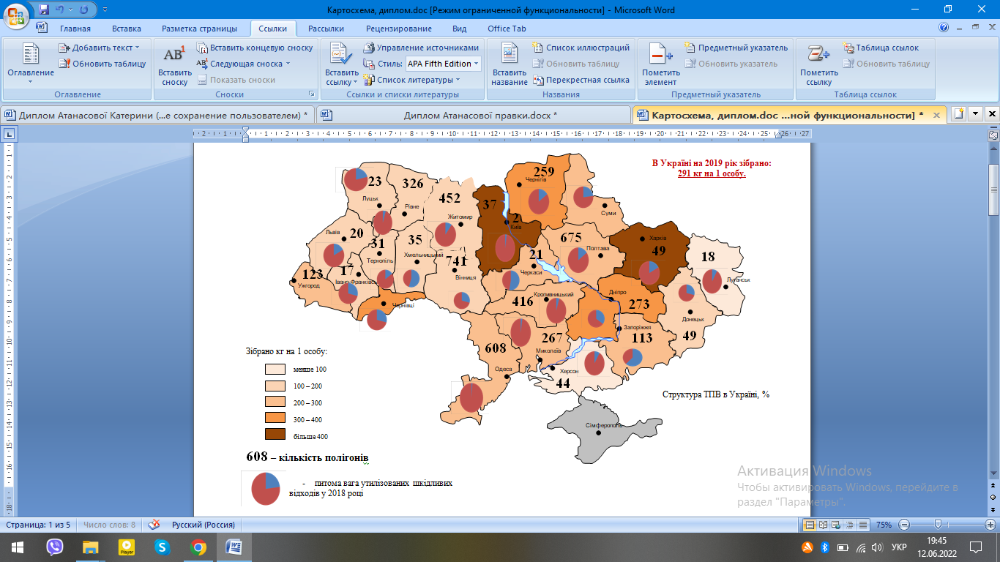 Картосхема, диплом.doc [Режим ограниченной функциональности] - Microsoft Word
Главная Вставка Разметка страницы Ссылки Рассылки Рецензирование Вид Office Tab
Оглавление
Добавить текст
Обновить таблицу
Оглавление
AB¹
Вставить сноску
Вставить концевую сноску
Следующая сноска
Показать сноски
Сноски
Вставить ссылку
Управление источниками
Стиль: APA Fifth Edition
Список литературы
Ссылки и списки литературы
Вставить название
Список иллюстраций
Обновить таблицу
Перекрестная ссылка
Названия
Пометить элемент
Предметный указатель
Обновить указатель
Предметный указатель
Пометить ссылку
Таблица ссылок
Обновить таблицу
Таблица ссылок
Диплом Атанасової Катерини (...е сохранение пользователем) *
Диплом Атанасової правки.docx *
Картосхема, диплом.doc ...ной функциональности] *
В Україні на 2019 рік зібрано:
291 кг на 1 особу.
23
Луцьк
326
Рівне
452
Житомир
37
2
Київ
259
Чернігів
Суми
Львів
20
31
Тернопіль
35
Хмельницький
741
Вінниця
21
Черкаси
675
Полтава
Харків
49
18
Луганськ
123
Ужгород
17
Івано-Франківськ
Чернівці
416
Кропивницький
Дніпро
273
Донецьк
49
608
Одеса
267
Миколаїв
Запоріжжя
113
Херсон
44
Сімферополь
Зібрано кг на 1 особу:
менше 100
100 – 200
200 – 300
300 – 400
більше 400
608 – кількість полігонів
- питома вага утилізованих шкідливих
відходів у 2018 році
Структура ТПВ в Україні, %
Активация Windows
Чтобы активировать Windows, перейдите в
раздел "Параметры".
Страница: 1 из 5 Число слов: 8 Русский (Россия) 75%
Player
УКР
19:45
12.06.2022